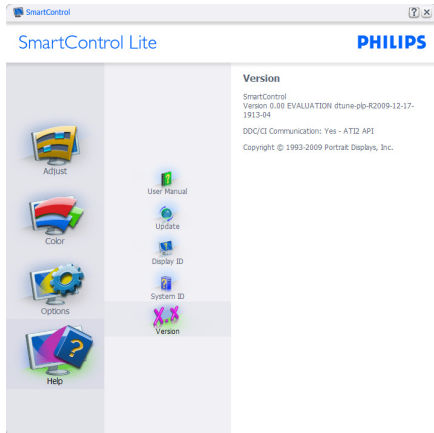 SmartControl
SmartControl Lite
PHILIPS
Adjust
Color
Options
Help
User Manual
Update
Display ID
System ID
X.X
Version
Version
SmartControl
Version 0.00 EVALUATION dtune-plp-R2009-12-17-
1913-04
DDC/CI Communication: Yes - ATI2 API
Copyright © 1993-2009 Portrait Displays, Inc.